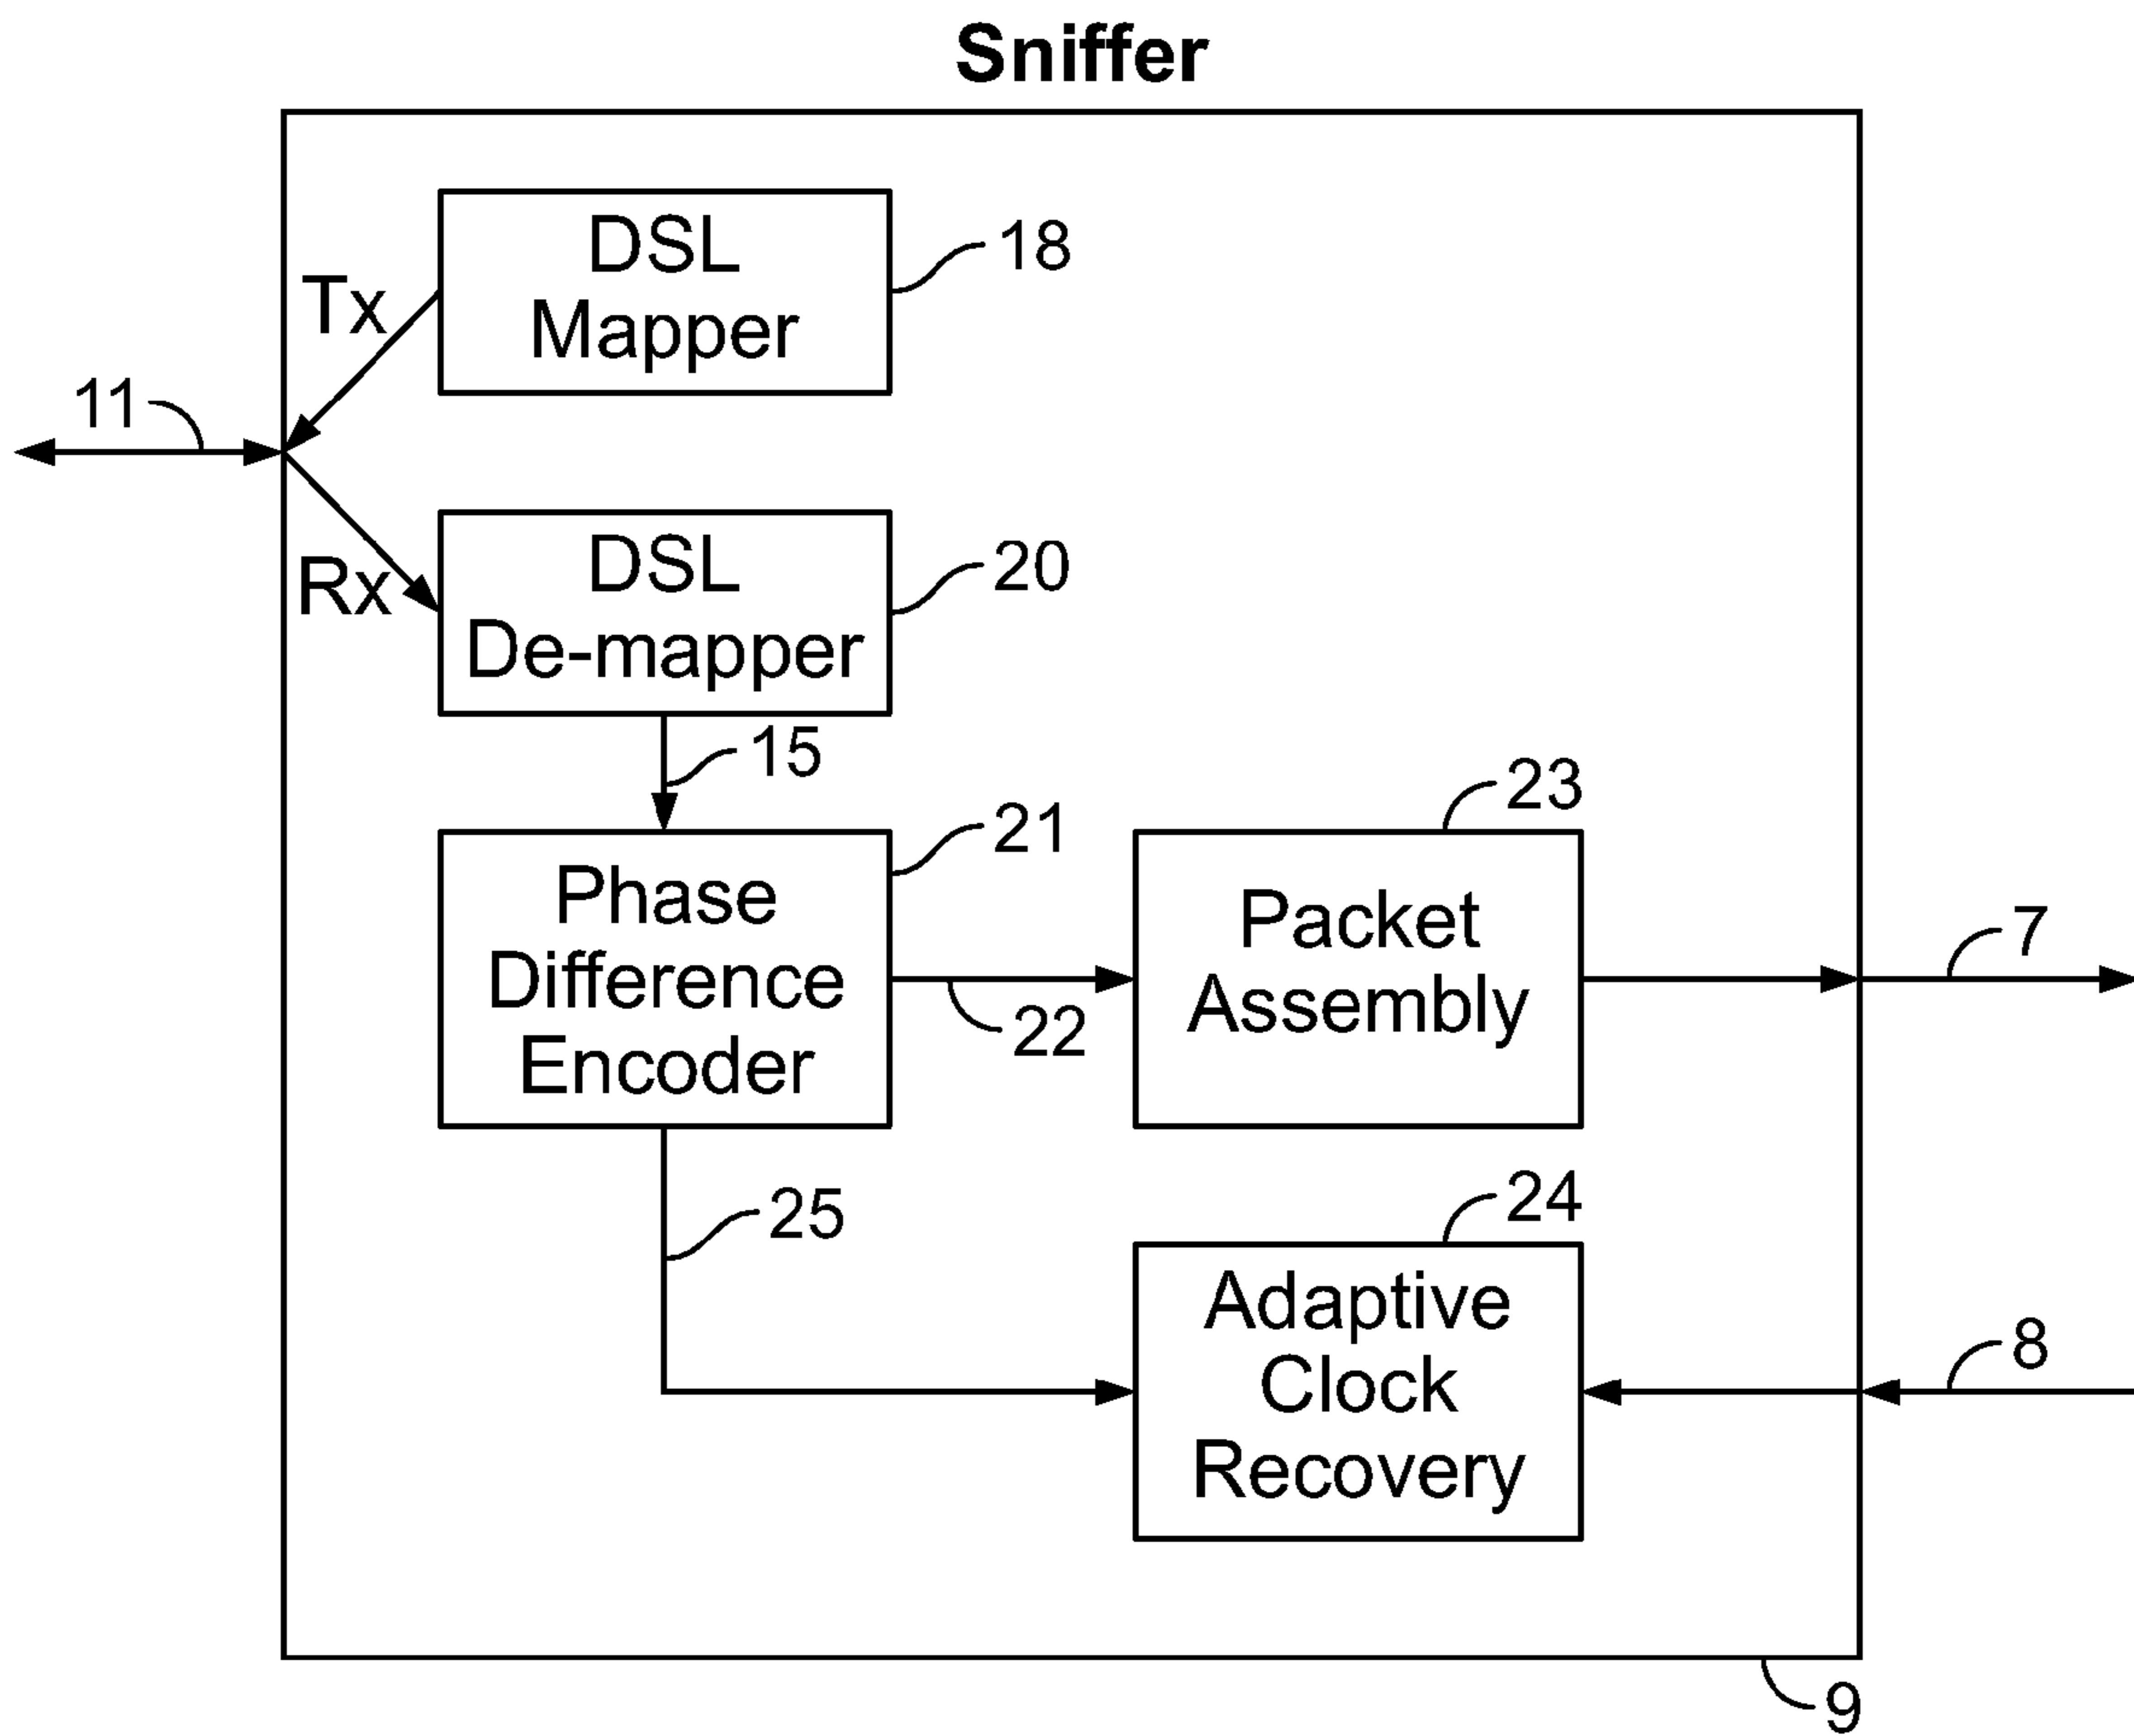 Sniffer
DSL
Mapper
18
Tx
11
Rx
DSL
De-mapper
20
15
21
23
Phase
Difference
Encoder
22
Packet
Assembly
7
25
24
Adaptive
Clock
Recovery
8
9